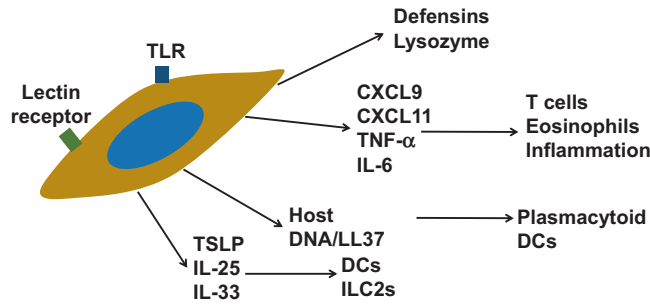 Defensins
Lysozyme
TLR
Lectin
receptor
CXCL9
CXCL11
TNF-α
IL-6
T cells
Eosinophils
Inflammation
Host
DNA/LL37
Plasmacytoid
DCs
TSLP
IL-25
IL-33
DCs
ILC2s